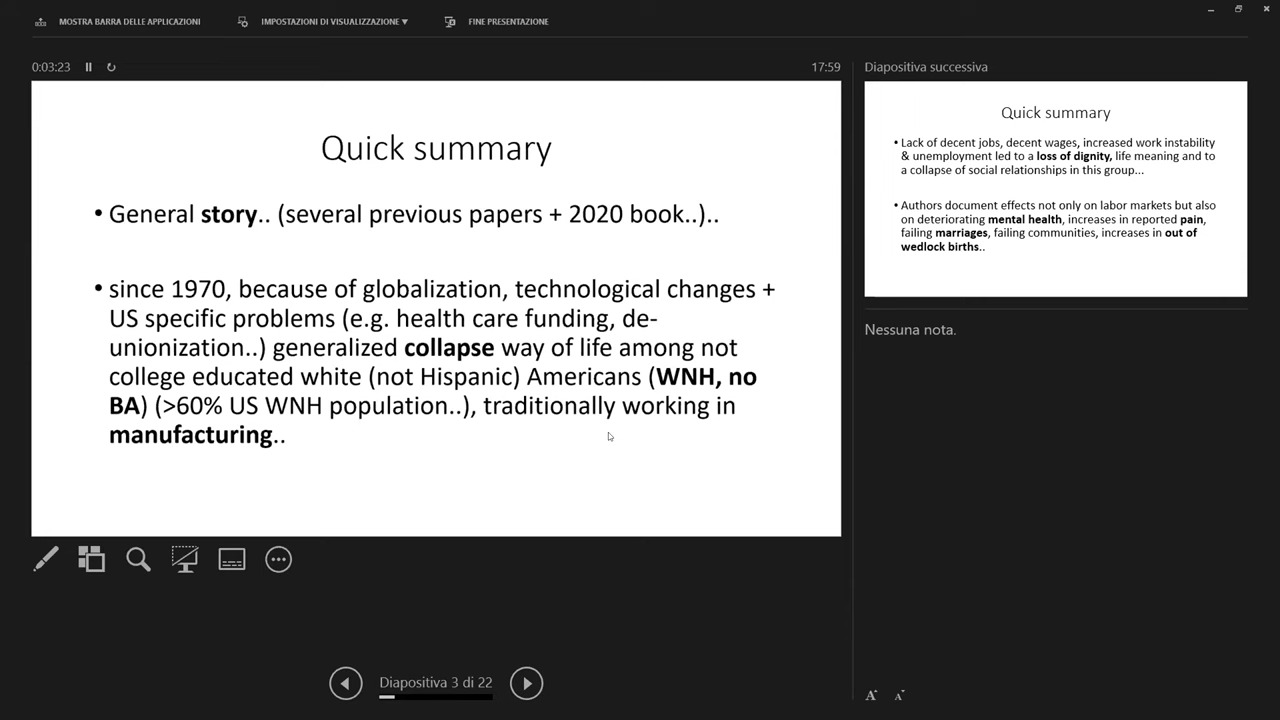 MOSTRA BARRA DELLE APPLICAZIONI
IMPOSTAZIONI DI VISUALIZZAZIONE ▼
FINE PRESENTAZIONE
0:03:23
17:59
Quick summary
• General story.. (several previous papers + 2020 book..)..
• since 1970, because of globalization, technological changes +
US specific problems (e.g. health care funding, de-
unionization..) generalized collapse way of life among not
college educated white (not Hispanic) Americans (WNH, no
BA) (>60% US WNH population..), traditionally working in
manufacturing..
Diapositiva 3 di 22
Diapositiva successiva
Quick summary
• Lack of decent jobs, decent wages, increased work instability
& unemployment led to a loss of dignity, life meaning and to
a collapse of social relationships in this group...
• Authors document effects not only on labor markets but also
on deteriorating mental health, increases in reported pain,
failing marriages, failing communities, increases in out of
wedlock births..
Nessuna nota.
A A